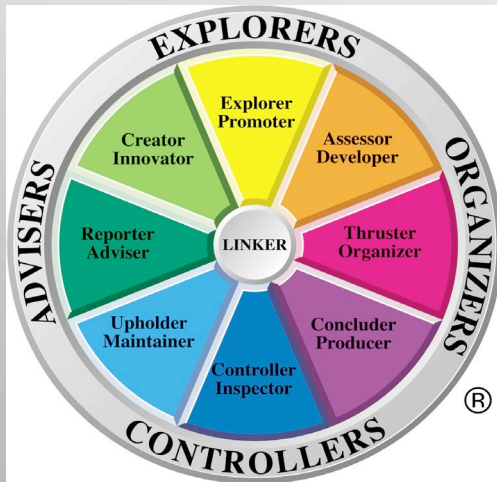 EXPLORERS
Explorer
Promoter
Creator
Innovator
Assessor
Developer
ADVISERS
Reporter
Adviser
LINKER
Thruster
Organizer
ORGANIZERS
Upholder
Maintainer
Concluder
Producer
Controller
Inspector
CONTROLLERS
®